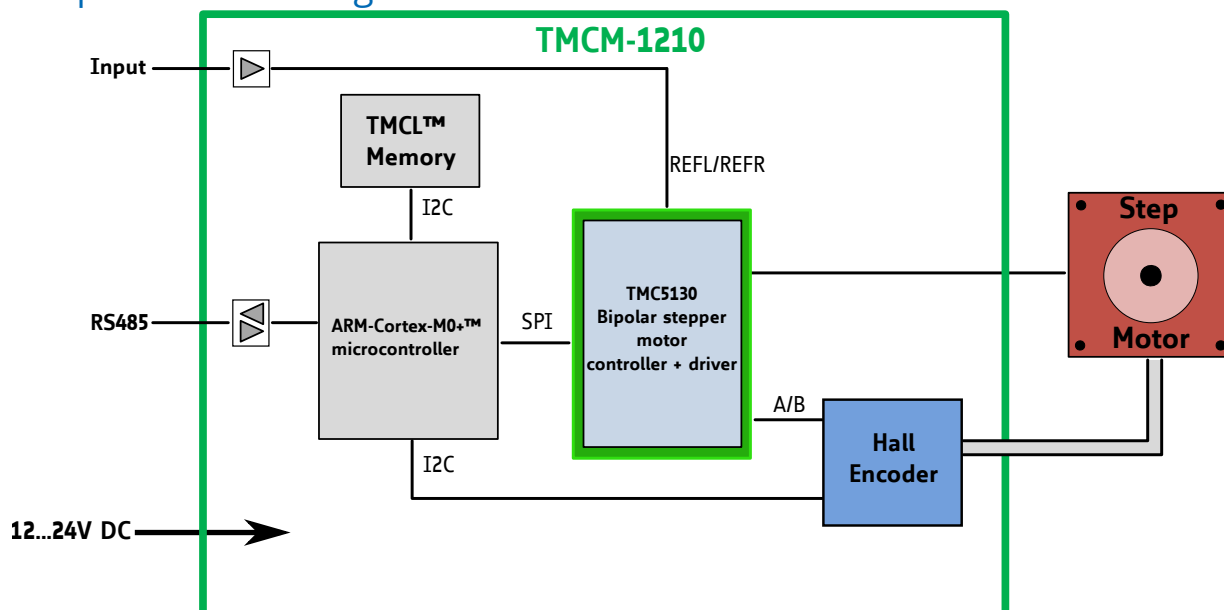 TMCM-1210
Input
TMCL™
Memory
REFL/REFR
I2C
Step
Motor
RS485
ARM-Cortex-M0+™
microcontroller
SPI
TMC5130
Bipolar stepper
motor
controller + driver
A/B
Hall
Encoder
I2C
12...24V DC